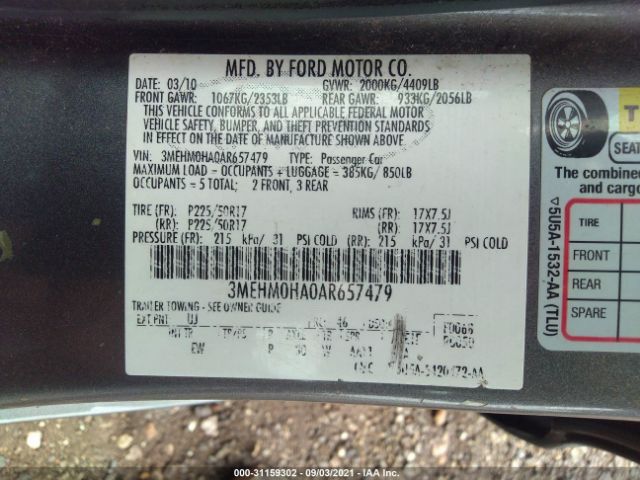 MFD. BY FORD MOTOR CO.
DATE: 03/10 GVWR: 2000KG/4409LB
FRONT GAWR: 1067KG/2353LB REAR GAWR: 933KG/2056LB
THIS VEHICLE CONFORMS TO ALL APPLICABLE FEDERAL MOTOR
VEHICLE SAFETY, BUMPER, AND THEFT PREVENTION STANDARDS
IN EFFECT ON THE DATE OF MANUFACTURE SHOWN ABOVE.
VIN: 3MEHM0HA0AR657479 TYPE: Passenger Car
MAXIMUM LOAD = OCCUPANTS + LUGGAGE = 385KG/ 850LB
OCCUPANTS = 5 TOTAL; 2 FRONT, 3 REAR
TIRE (FR): P225/50R17 RIMS (FR): 17X7.5J
(RR): P225/50R17 (RR): 17X7.5J
PRESSURE (FR): 215 kPa/ 31 PSI COLD (RR): 215 kPa/ 31 PSI COLD
3MEHM0HA0AR657479
TRAILER TOWING - SEE OWNER GUIDE
EXT PNT: UJ
INT TR
EW P W
T
SEAT
The combined
and cargo
TIRE
FRONT
REAR
SPARE
5U5A-1532-AA (TLU)
000-31159302 - 09/03/2021 - IAA Inc.